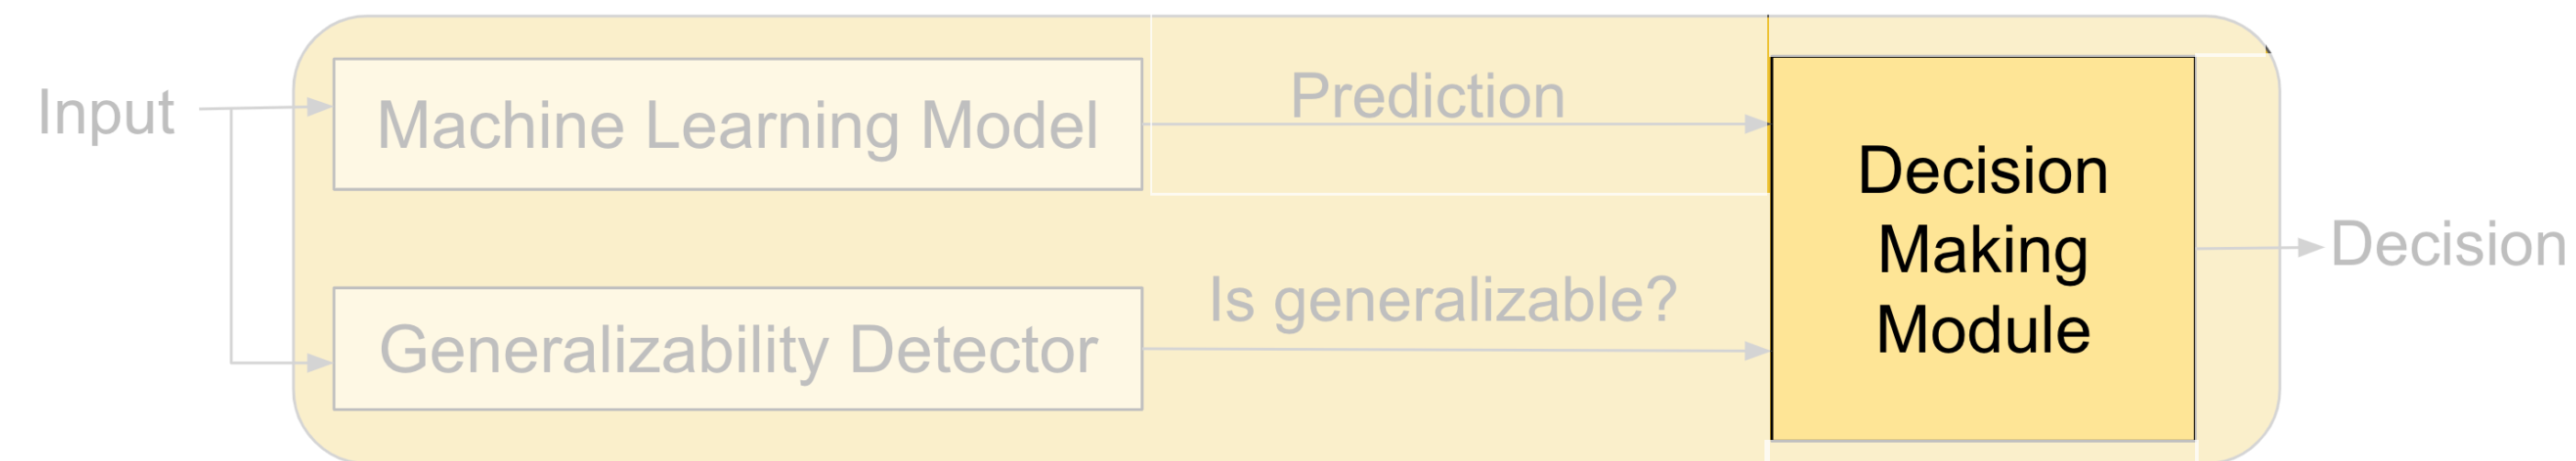 Input
Machine Learning Model
Prediction
Generalizability Detector
Is generalizable?
Decision
Making
Module
Decision